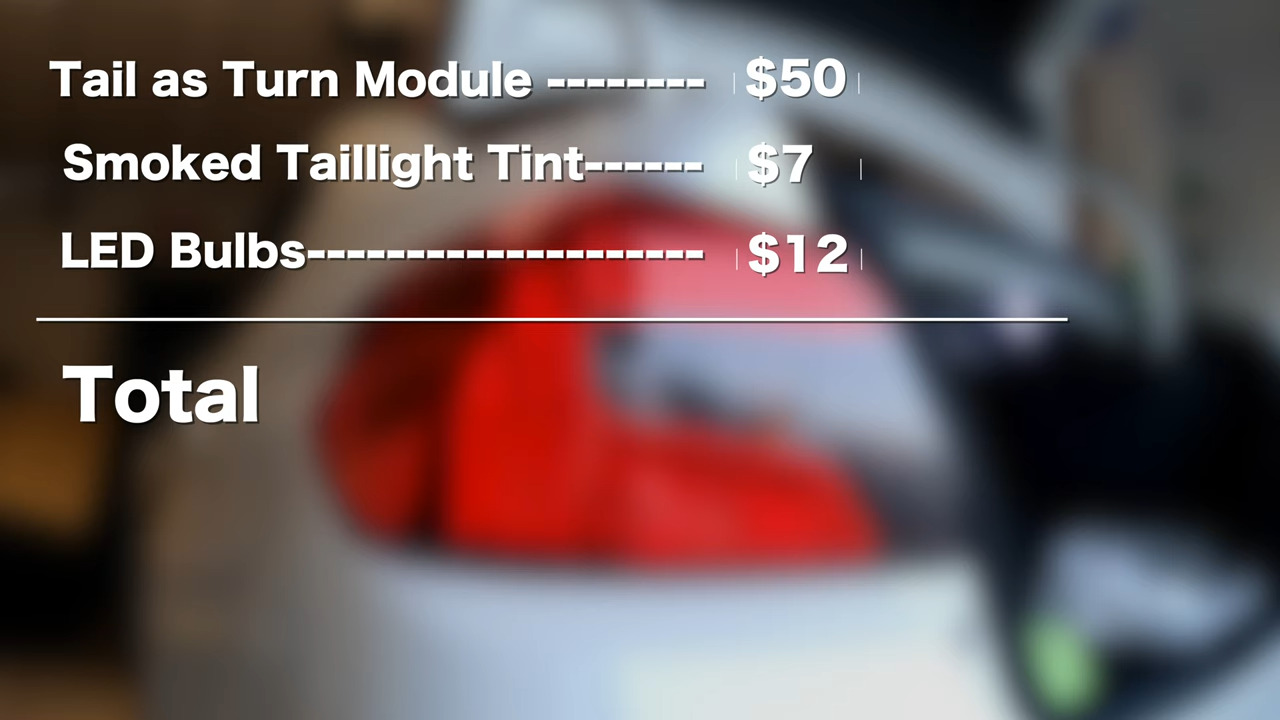 Tail as Turn Module -------- $50
Smoked Taillight Tint------ $7
LED Bulbs-------------------- $12
Total